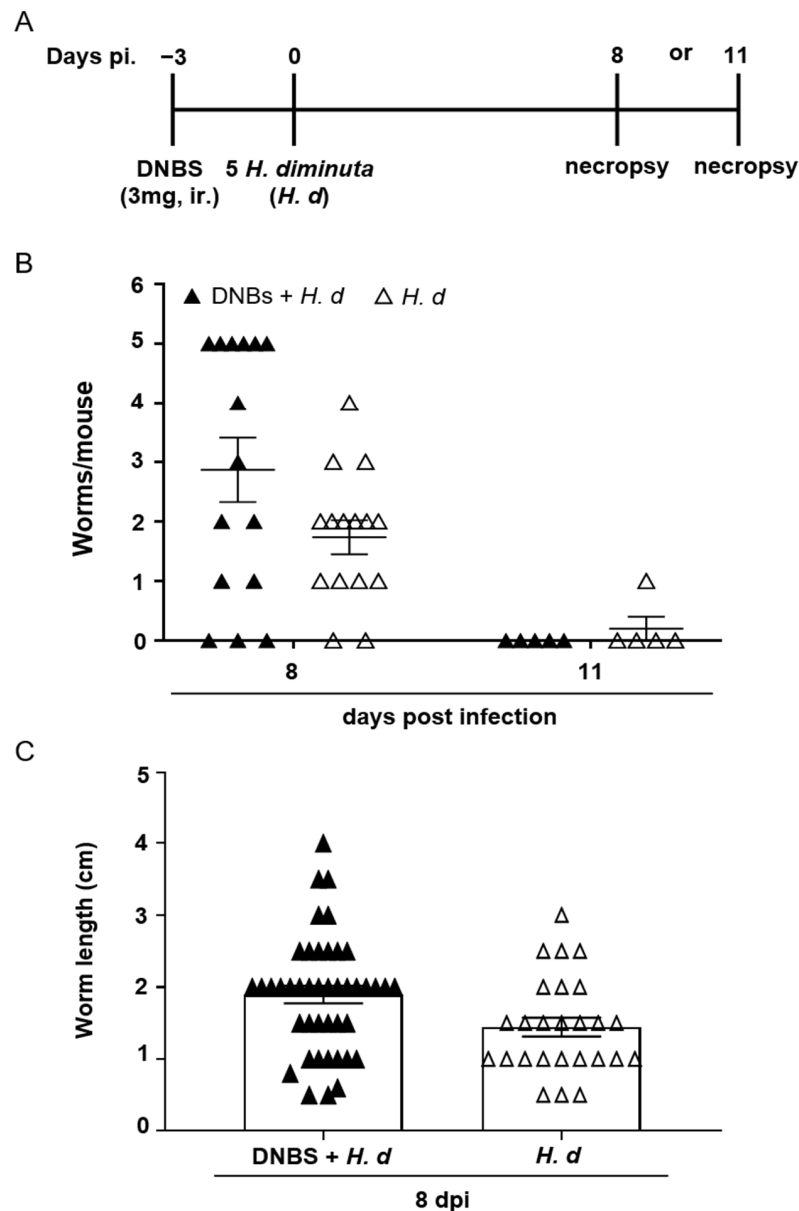 A
Days pi. −3 0 8 or 11
DNBS 5 H. diminuta necropsy necropsy
(3mg, ir.) (H. d)
B
6
DNBs + H. d H. d
5
4
3
2
1
0
Worms/mouse
8 11
days post infection
C
5
4
3
2
1
0
Worm length (cm)
DNBS + H. d H. d
8 dpi